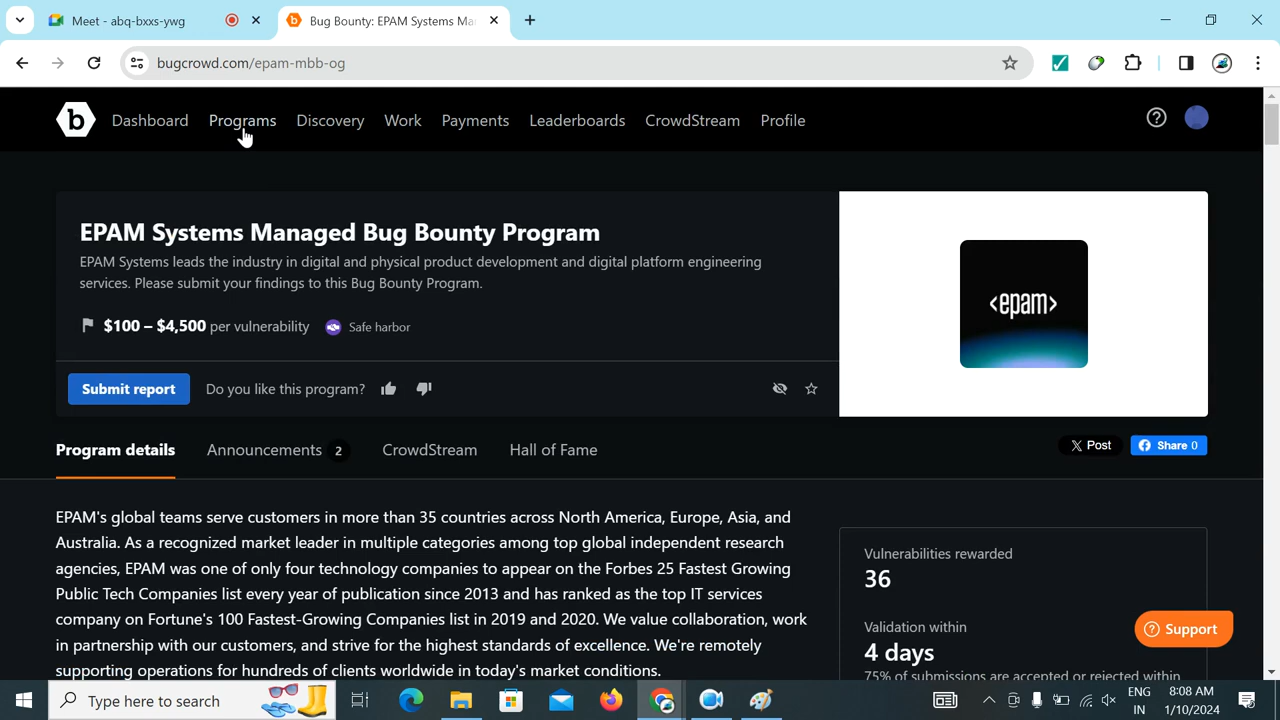 Meet - abq-bxxs-ywg
Bug Bounty: EPAM Systems Ma
bugcrowd.com/epam-mbb-og
b
Dashboard
Programs
Discovery
Work
Payments
Leaderboards
CrowdStream
Profile
EPAM Systems Managed Bug Bounty Program
EPAM Systems leads the industry in digital and physical product development and digital platform engineering
services. Please submit your findings to this Bug Bounty Program.
$100 – $4,500 per vulnerability
Safe harbor
<epam>
Submit report
Do you like this program?
Program details
Announcements 2
CrowdStream
Hall of Fame
X Post
Share 0
EPAM's global teams serve customers in more than 35 countries across North America, Europe, Asia, and
Australia. As a recognized market leader in multiple categories among top global independent research
agencies, EPAM was one of only four technology companies to appear on the Forbes 25 Fastest Growing
Public Tech Companies list every year of publication since 2013 and has ranked as the top IT services
company on Fortune's 100 Fastest-Growing Companies list in 2019 and 2020. We value collaboration, work
in partnership with our customers, and strive for the highest standards of excellence. We're remotely
supporting operations for hundreds of clients worldwide in today's market conditions.
Vulnerabilities rewarded
36
Validation within
4 days
75% of submissions are accepted or rejected within
Support
Type here to search
ENG
IN
8:08 AM
1/10/2024